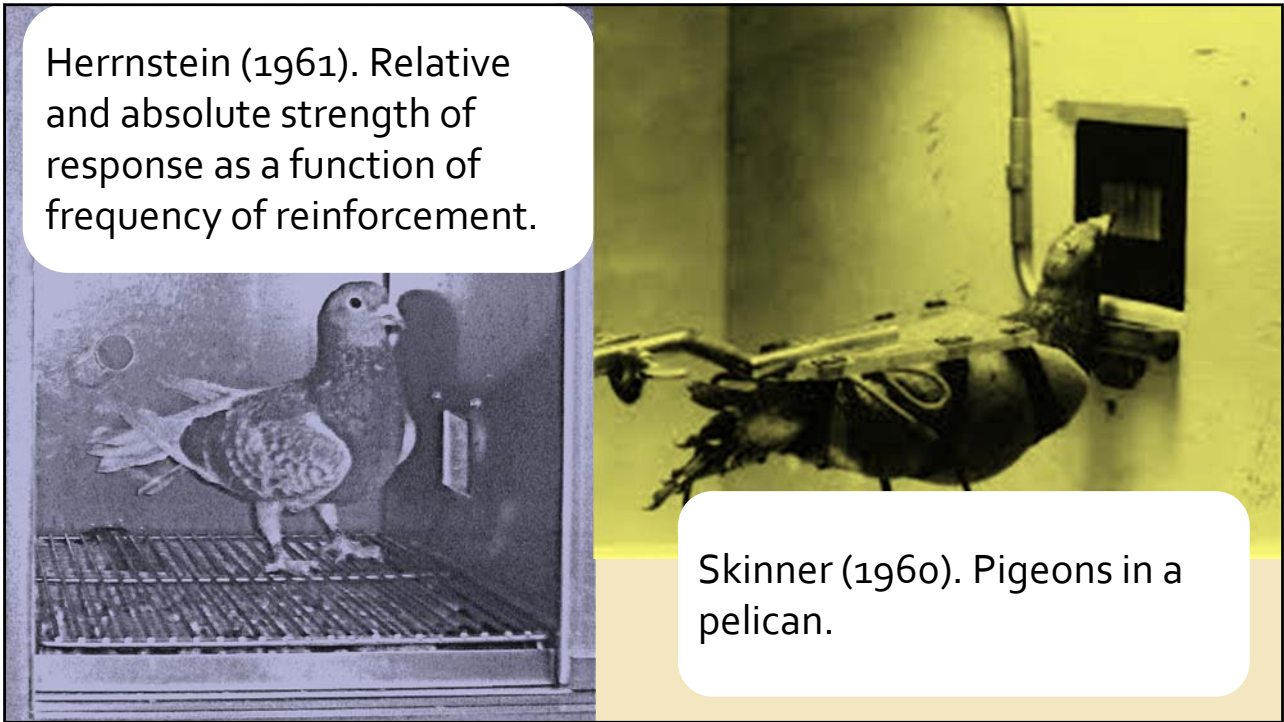 Herrnstein (1961). Relative
and absolute strength of
response as a function of
frequency of reinforcement.
Skinner (1960). Pigeons in a
pelican.